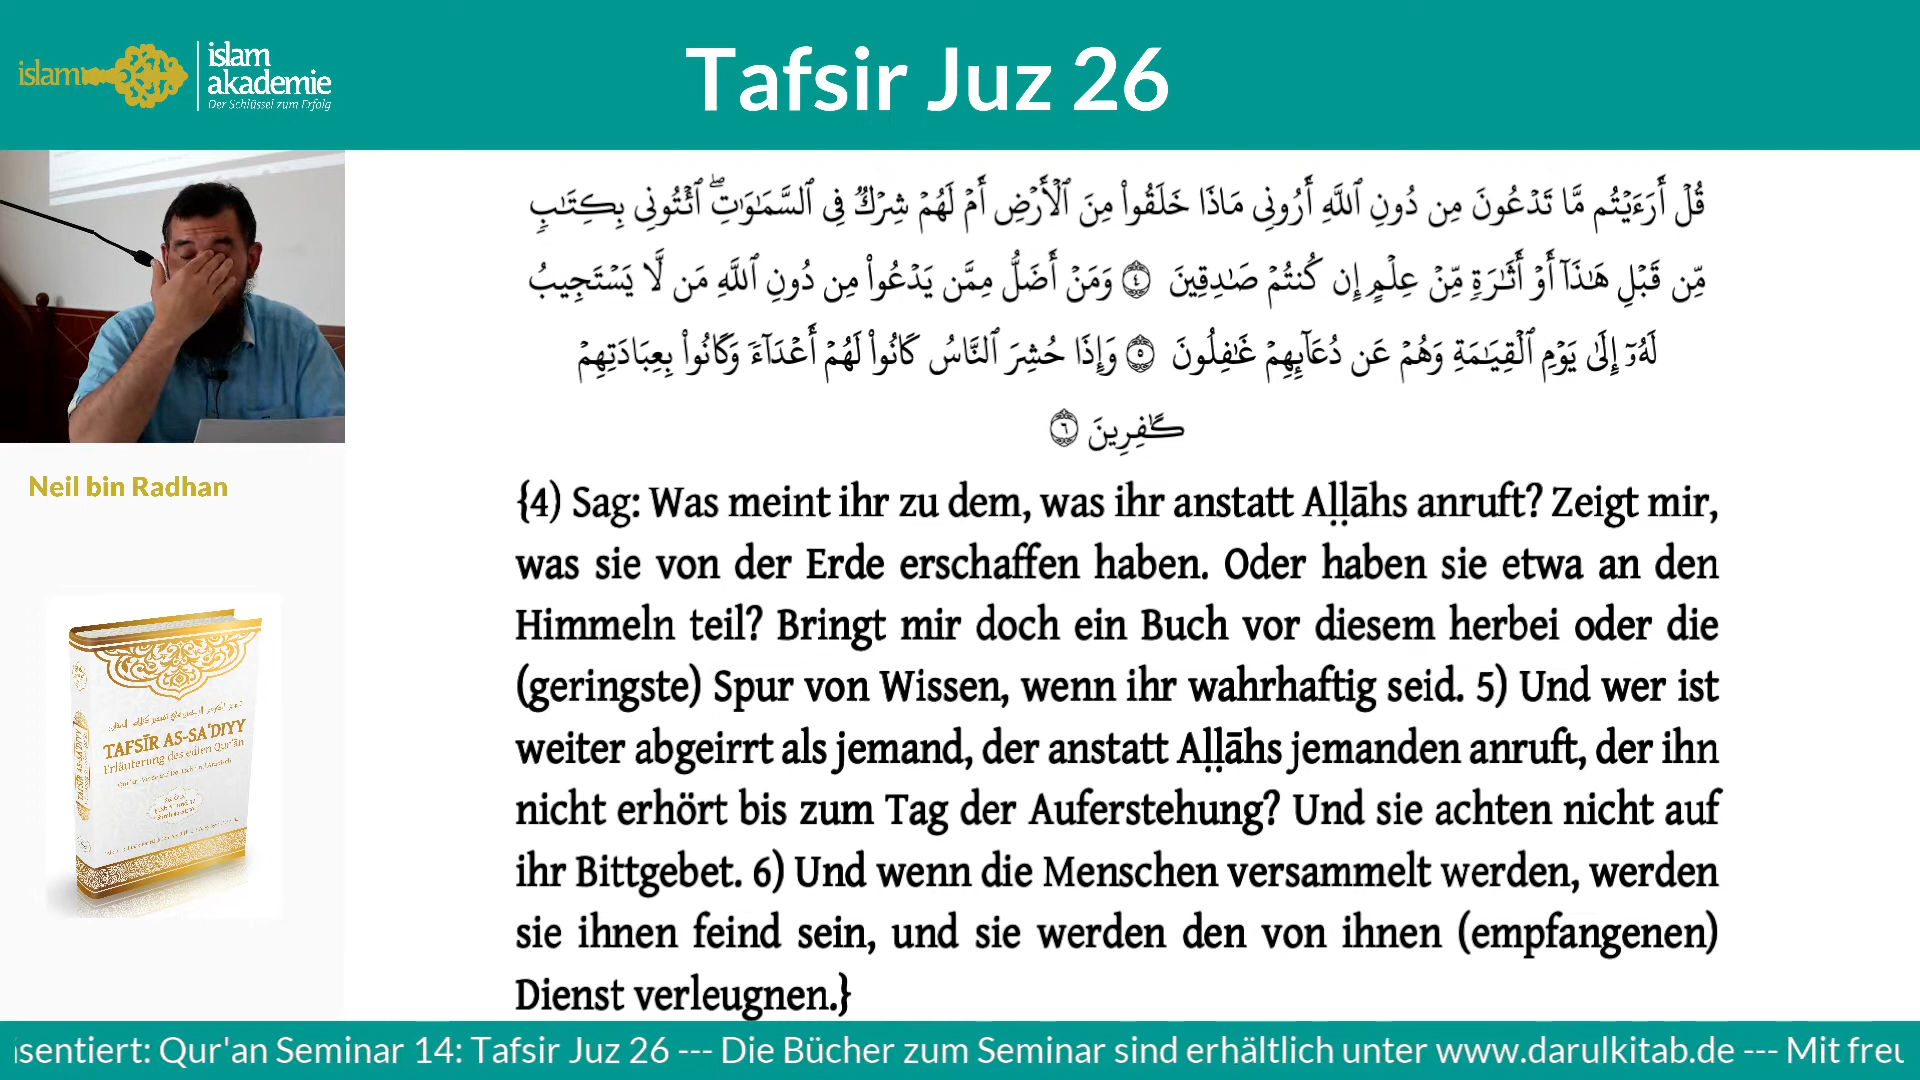 islam
islam
akademie
Der Schlüssel zum Erfolg
Tafsir Juz 26
قُلْ أَرَءَيْتُم مَّا تَدْعُونَ مِن دُونِ ٱللَّهِ أَرُونِى مَاذَا خَلَقُوا۟ مِنَ ٱلْأَرْضِ أَمْ لَهُمْ شِرْكٌ فِى ٱلسَّمَـٰوَٰتِ ۖ ٱئْتُونِى بِكِتَـٰبٍ
مِّن قَبْلِ هَـٰذَآ أَوْ أَثَـٰرَةٍ مِّنْ عِلْمٍ إِن كُنتُمْ صَـٰدِقِينَ ٤ وَمَنْ أَضَلُّ مِمَّن يَدْعُوا۟ مِن دُونِ ٱللَّهِ مَن لَّا يَسْتَجِيبُ
لَهُۥٓ إِلَىٰ يَوْمِ ٱلْقِيَـٰمَةِ وَهُمْ عَن دُعَآئِهِمْ غَـٰفِلُونَ ٥ وَإِذَا حُشِرَ ٱلنَّاسُ كَانُوا۟ لَهُمْ أَعْدَآءً وَكَانُوا۟ بِعِبَادَتِهِمْ
كَـٰفِرِينَ ٦
{4) Sag: Was meint ihr zu dem, was ihr anstatt Aḷḷāhs anruft? Zeigt mir,
was sie von der Erde erschaffen haben. Oder haben sie etwa an den
Himmeln teil? Bringt mir doch ein Buch vor diesem herbei oder die
(geringste) Spur von Wissen, wenn ihr wahrhaftig seid. 5) Und wer ist
weiter abgeirrt als jemand, der anstatt Aḷḷāhs jemanden anruft, der ihn
nicht erhört bis zum Tag der Auferstehung? Und sie achten nicht auf
ihr Bittgebet. 6) Und wenn die Menschen versammelt werden, werden
sie ihnen feind sein, und sie werden den von ihnen (empfangenen)
Dienst verleugnen.}
Neil bin Radhan
TAFSĪR AS-SAʿDIYY
Erläuterung des edlen Qurʾān
isentiert: Qur'an Seminar 14: Tafsir Juz 26 --- Die Bücher zum Seminar sind erhältlich unter www.darulkitab.de --- Mit freu